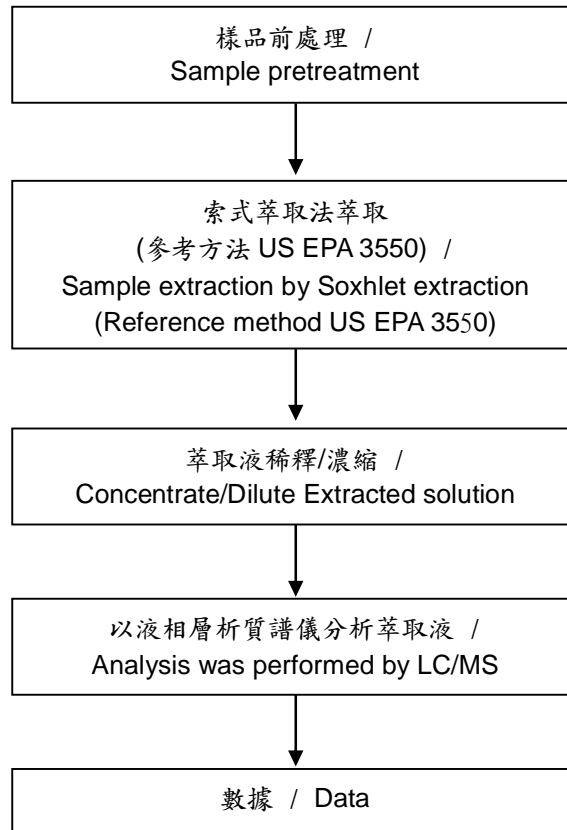 樣品前處理 /
Sample pretreatment
索式萃取法萃取
(參考方法 US EPA 3550) /
Sample extraction by Soxhlet extraction
(Reference method US EPA 3550)
萃取液稀釋/濃縮 /
Concentrate/Dilute Extracted solution
以液相層析質譜儀分析萃取液 /
Analysis was performed by LC/MS
數據 / Data